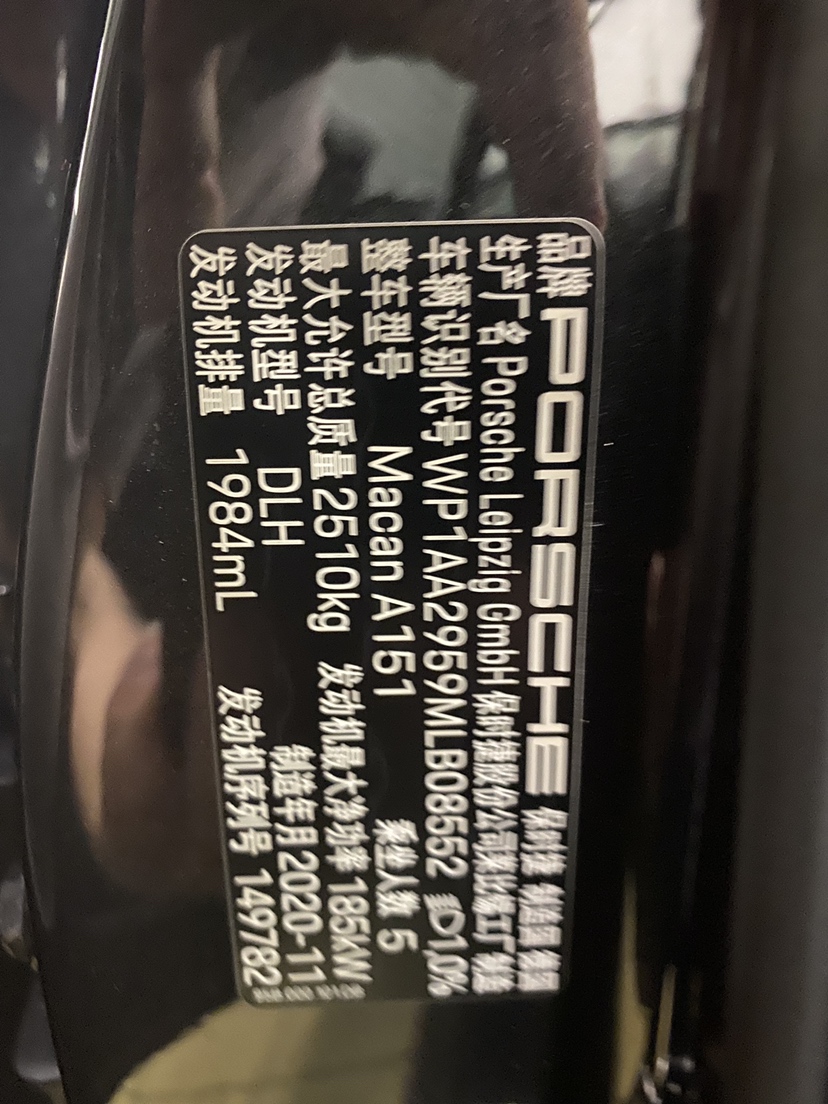 品牌 PORSCHE 保时捷 制造国 德国
生产厂名 Porsche Leipzig GmbH 保时捷股份公司莱比锡工厂 制造
车辆识别代号 WP1AA2959MLB08552 1,0%
整车型号 Macan A151 乘坐人数 5
最大允许总质量 2510kg 发动机最大净功率 185kW
发动机型号 DLH 制造年月 2020-11
发动机排量 1984mL 发动机序列号 149782